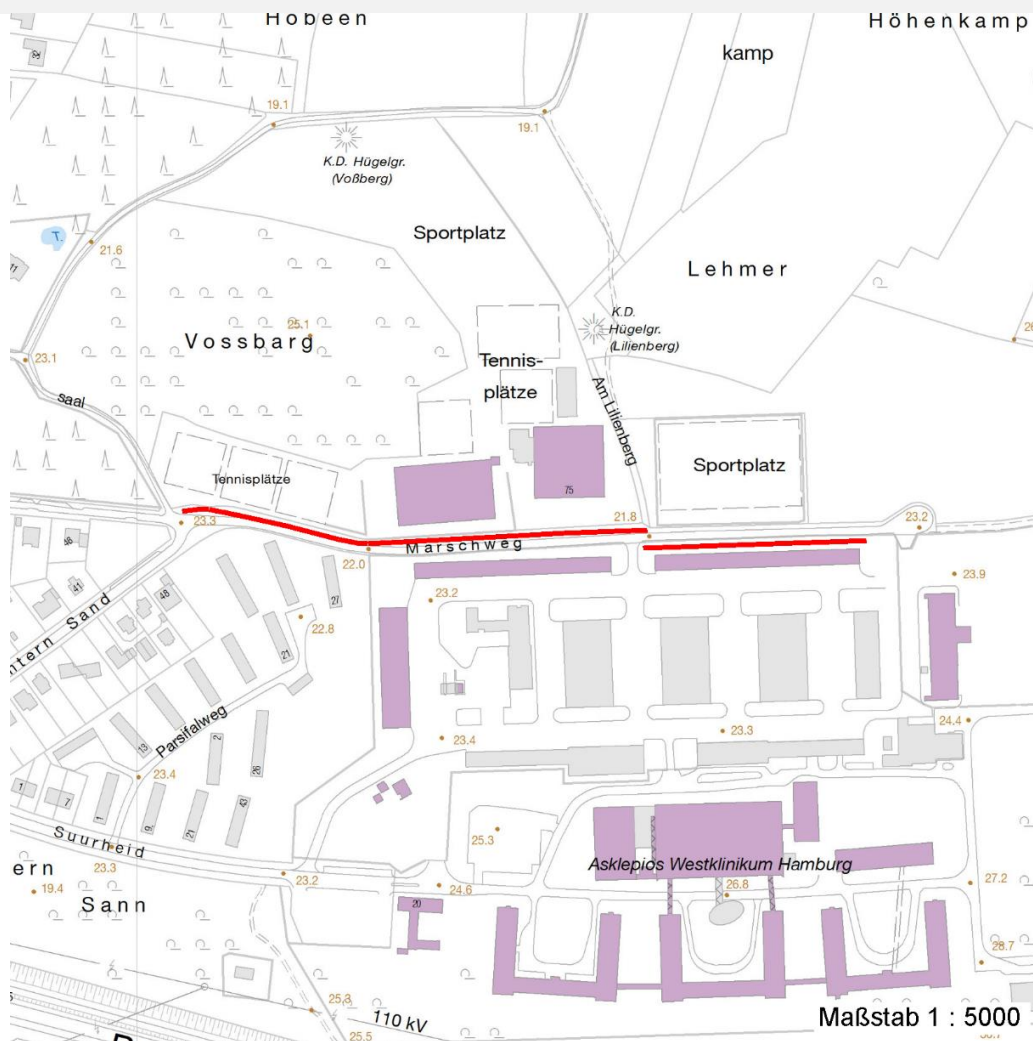 Hobeen
Höhenkamp
kamp
82
19.1
19.1
K.D. Hügelgr.
(Voßberg)
Sportplatz
T.
21.6
11
Lehmer
K.D.
Hügelgr.
(Lilienberg)
25.1
Vossbarg
23.1
Tennis-
plätze
saal
Am Lilienberg
Tennisplätze
Sportplatz
75
21.8
23.3
23.2
Marschweg
22.0
46
41
48
27
23.2
23.9
22.8
ntern Sand
21
Parsifalweg
13
2
26
23.4
23.3
24.4
23.4
1
7
1
9
21
43
Suurheid
25.3
Asklepios Westklinikum Hamburg
ern
23.3
23.2
24.6
26.8
27.2
19.4
Sann
20
28.7
25.3
110 kV
25.5
Maßstab 1 : 5000